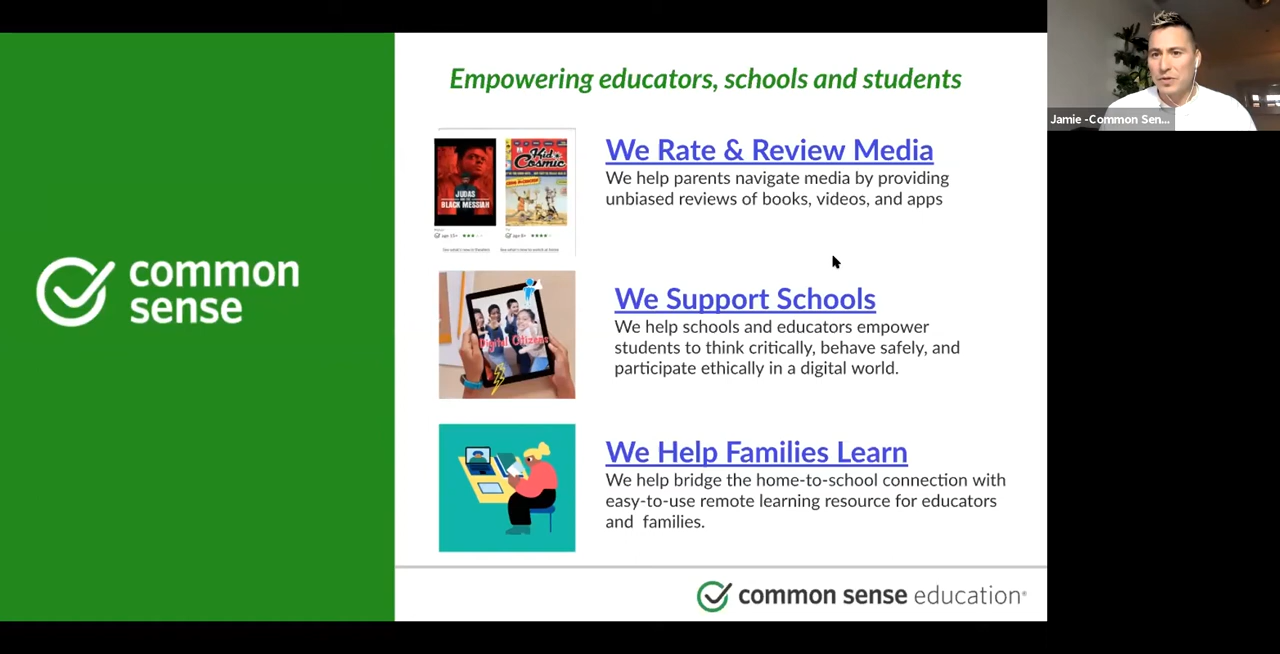 Empowering educators, schools and students
common
sense
We Rate & Review Media
We help parents navigate media by providing
unbiased reviews of books, videos, and apps
JUDAS
BLACK MESSIAH
Kid
Cosmic
age 8+
We Support Schools
We help schools and educators empower
students to think critically, behave safely, and
participate ethically in a digital world.
Digital Citizens
We Help Families Learn
We help bridge the home-to-school connection with
easy-to-use remote learning resource for educators
and families.
common sense education®
Jamie -Common Sen...